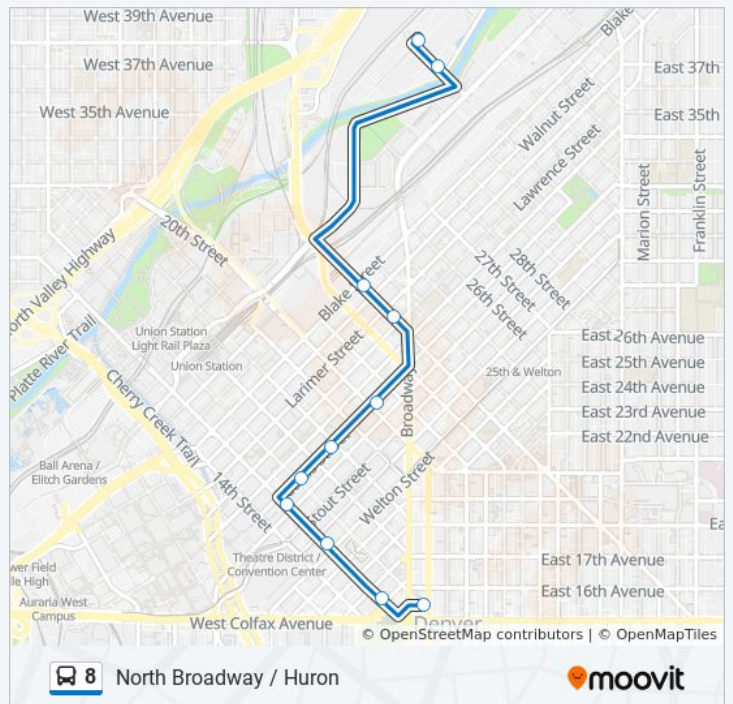 West 39th Avenue
Blake
West 37th Avenue
East 37th
West 35th Avenue
East 35th
Walnut Street
Lawrence Street
Marion Street
Franklin Street
20th Street
North Valley Highway
28th Street
27th Street
26th Street
Blake Street
Union Station
Light Rail Plaza
Union Station
Platte River Trail
Larimer Street
East 26th Avenue
East 25th Avenue
25th & Welton
East 24th Avenue
East 23rd Avenue
East 22nd Avenue
Broadway
Cherry Creek Trail
Ball Arena /
Elitch Gardens
14th Street
Stout Street
Welton Street
Theatre District /
Convention Center
East 17th Avenue
East 16th Avenue
Auraria West
Campus
West Colfax Avenue
Denver
© OpenStreetMap contributors | © OpenMapTiles
8 North Broadway / Huron
moovit